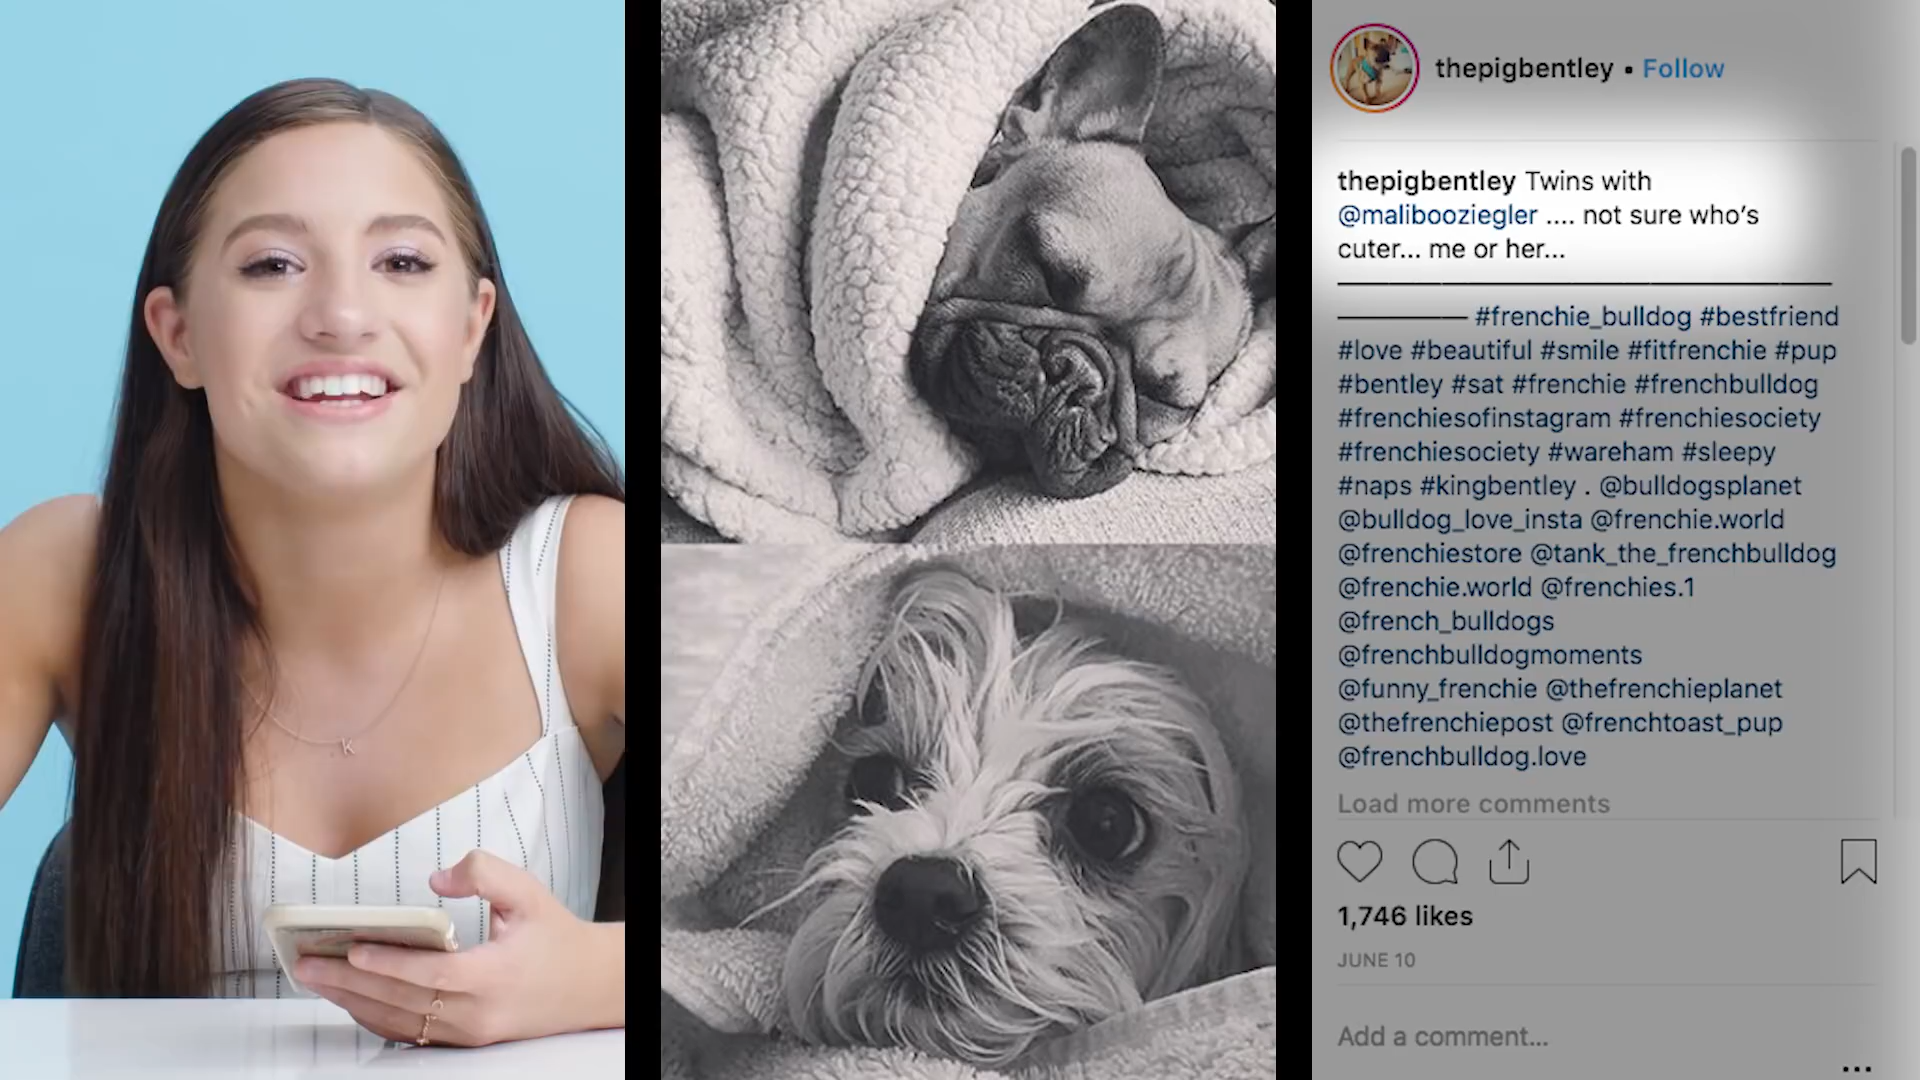 thepigbentley • Follow
thepigbentley Twins with
@malibooziegler .... not sure who's
cuter... me or her...
#frenchie_bulldog #bestfriend
#love #beautiful #smile #fitfrenchie #pup
#bentley #sat #frenchie #frenchbulldog
#frenchiesofinstagram #frenchiesociety
#frenchiesociety #wareham #sleepy
#naps #kingbentley . @bulldogsplanet
@bulldog_love_insta @frenchie.world
@frenchiestore @tank_the_frenchbulldog
@frenchie.world @frenchies.1
@french_bulldogs
@frenchbulldogmoments
@funny_frenchie @thefrenchieplanet
@thefrenchiepost @frenchtoast_pup
@frenchbulldog.love
Load more comments
1,746 likes
JUNE 10
Add a comment...
K